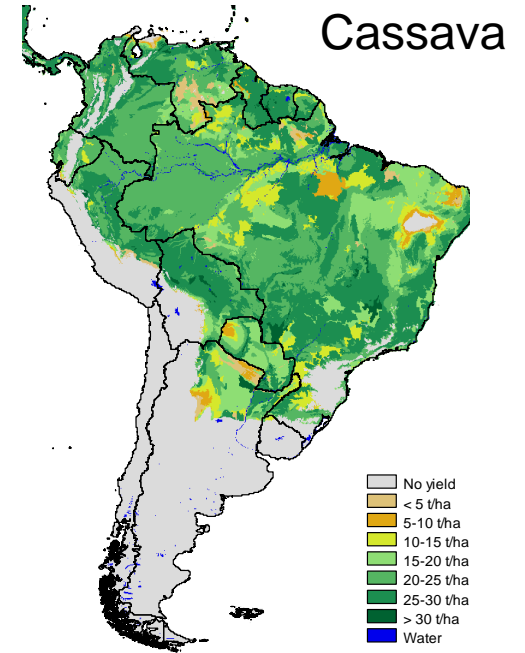 Cassava
No yield
< 5 t/ha
5-10 t/ha
10-15 t/ha
15-20 t/ha
20-25 t/ha
25-30 t/ha
> 30 t/ha
Water